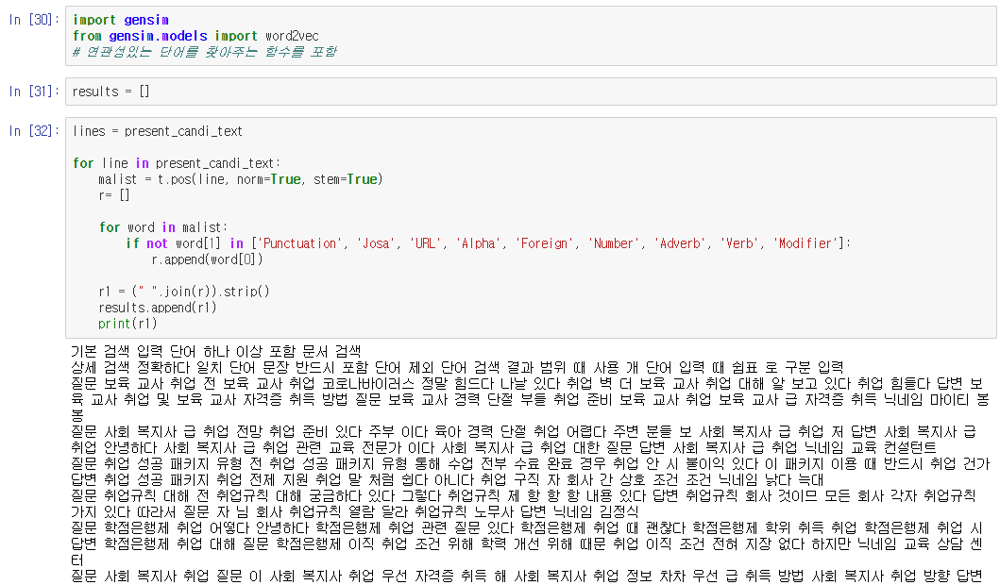 In [30]: import gensim
from gensim.models import word2vec
# 연관성있는 단어를 찾아주는 함수를 포함
In [31]: results = []
In [32]: lines = present_candi_text
for line in present_candi_text:
malist = t.pos(line, norm=True, stem=True)
r= []
for word in malist:
if not word[1] in ['Punctuation', 'Josa', 'URL', 'Alpha', 'Foreign', 'Number', 'Adverb', 'Verb', 'Modifier']:
r.append(word[0])
r1 = (" ".join(r)).strip()
results.append(r1)
print(r1)
기본 검색 입력 단어 하나 이상 포함 문서 검색
상세 검색 정확하다 일치 단어 문장 반드시 포함 단어 제외 단어 검색 결과 범위 때 사용 개 단어 입력 때 쉼표 로 구분 입력
질문 보육 교사 취업 전 보육 교사 취업 코로나바이러스 정말 힘드다 나날 있다 취업 벽 더 보육 교사 취업 대해 알 보고 있다 취업 힘들다 답변 보
육 교사 취업 및 보육 교사 자격증 취득 방법 질문 보육 교사 경력 단절 부들 취업 준비 보육 교사 취업 보육 교사 급 자격증 취득 닉네임 마이티 봉
봉
질문 사회 복지사 급 취업 전망 취업 준비 있다 주부 이다 육아 경력 단절 취업 어렵다 주변 분들 보 사회 복지사 급 취업 저 답변 사회 복지사 급
취업 안녕하다 사회 복지사 급 취업 관련 교육 전문가 이다 사회 복지사 급 취업 대한 질문 답변 사회 복지사 급 취업 닉네임 교육 컨설턴트
질문 취업 성공 패키지 유형 전 취업 성공 패키지 유형 통해 수업 전부 수료 완료 경우 취업 안 시 불이익 있다 이 패키지 이용 때 반드시 취업 건가
답변 취업 성공 패키지 취업 전제 지원 취업 말 처럼 쉽다 아니다 취업 구직 자 회사 간 상호 조건 조건 닉네임 낮다 늑대
질문 취업규칙 대해 전 취업규칙 대해 궁금하다 있다 그렇다 취업규칙 제 항 항 항 내용 있다 답변 취업규칙 회사 것이므 모든 회사 각자 취업규칙
가지 있다 따라서 질문 자 님 회사 취업규칙 열람 달라 취업규칙 노무사 답변 닉네임 김정식
질문 학점은행제 취업 어떻다 안녕하다 학점은행제 취업 관련 질문 있다 학점은행제 취업 때 괜찮다 학점은행제 학위 취득 취업 학점은행제 취업 시
답변 학점은행제 취업 대해 질문 학점은행제 이직 취업 조건 위해 학력 개선 위해 때문 취업 이직 조건 전혀 지장 없다 하지만 닉네임 교육 상담 센
터
질문 사회 복지사 취업 질문 이 사회 복지사 취업 우선 자격증 취득 해 사회 복지사 취업 정보 차차 우선 급 취득 방법 사회 복지사 취업 방향 답변